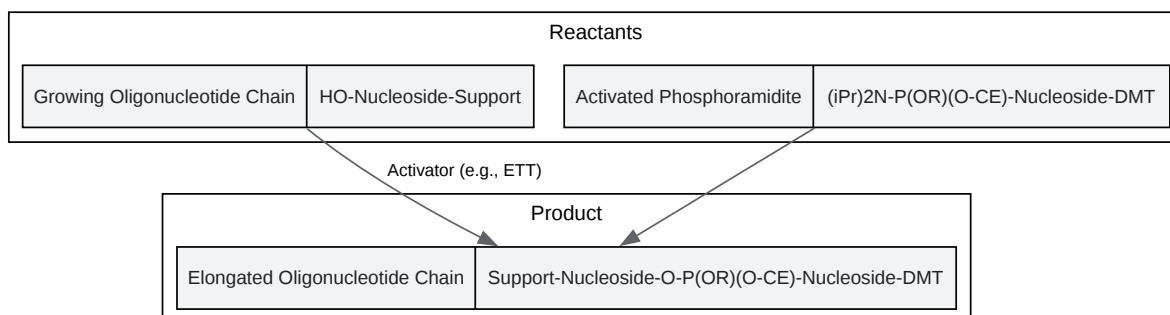 Reactants
Growing Oligonucleotide Chain
HO-Nucleoside-Support
Activated Phosphoramidite
(iPr)2N-P(OR)(O-CE)-Nucleoside-DMT
Activator (e.g., ETT)
Product
Elongated Oligonucleotide Chain
Support-Nucleoside-O-P(OR)(O-CE)-Nucleoside-DMT